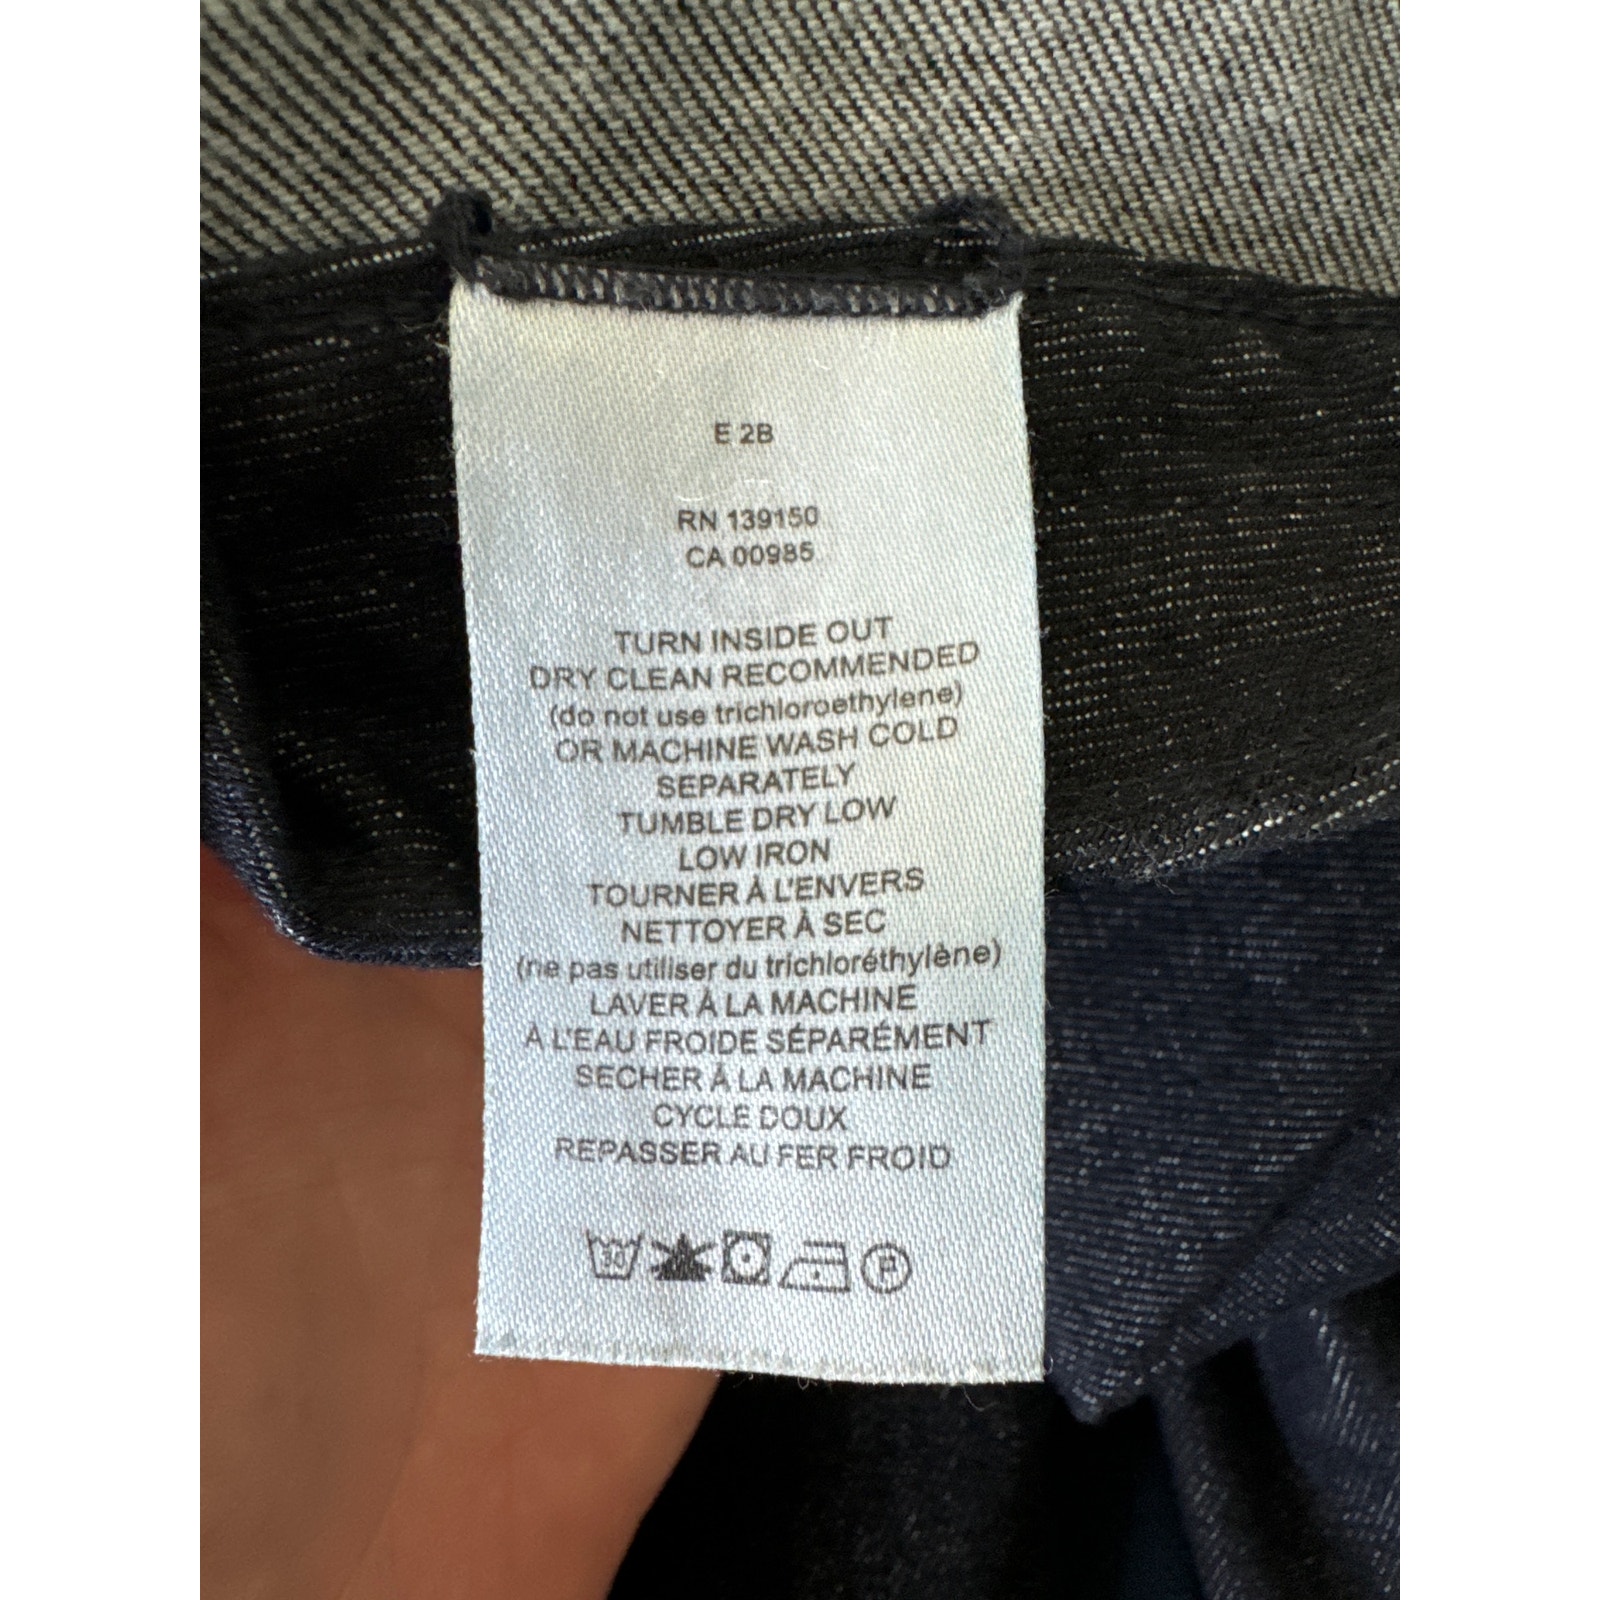 E 2B
RN 139150
CA 00985
TURN INSIDE OUT
DRY CLEAN RECOMMENDED
(do not use trichloroethylene)
OR MACHINE WASH COLD
SEPARATELY
TUMBLE DRY LOW
LOW IRON
TOURNER À L'ENVERS
NETTOYER À SEC
(ne pas utiliser du trichloréthylène)
LAVER À LA MACHINE
À L'EAU FROIDE SÉPARÉMENT
SECHER À LA MACHINE
CYCLE DOUX
REPASSER AU FER FROID
30 P